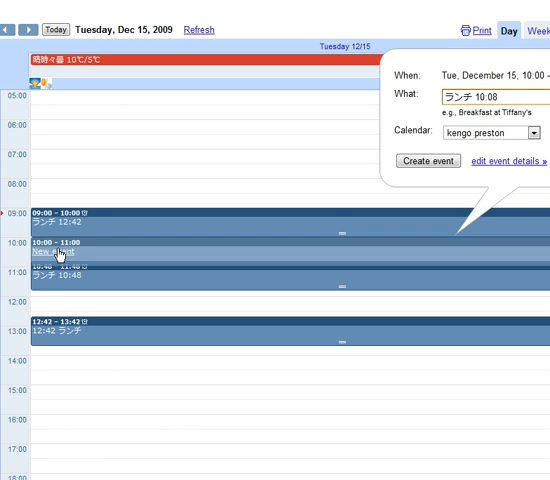 Today Tuesday, Dec 15, 2009 Refresh
Print Day Week
Tuesday 12/15
晴時々曇 10℃/5℃
When: Tue, December 15, 10:00 –
What: ランチ 10:08
e.g., Breakfast at Tiffany's
Calendar: kengo preston
Create event edit event details »
05:00
06:00
07:00
08:00
09:00
09:00 – 10:00
ランチ 12:42
10:00
10:00 – 11:00
New event
10:48 – 11:48
11:00
ランチ 10:48
12:00
12:42 – 13:42
13:00
12:42 ランチ
14:00
15:00
16:00
17:00
18:00